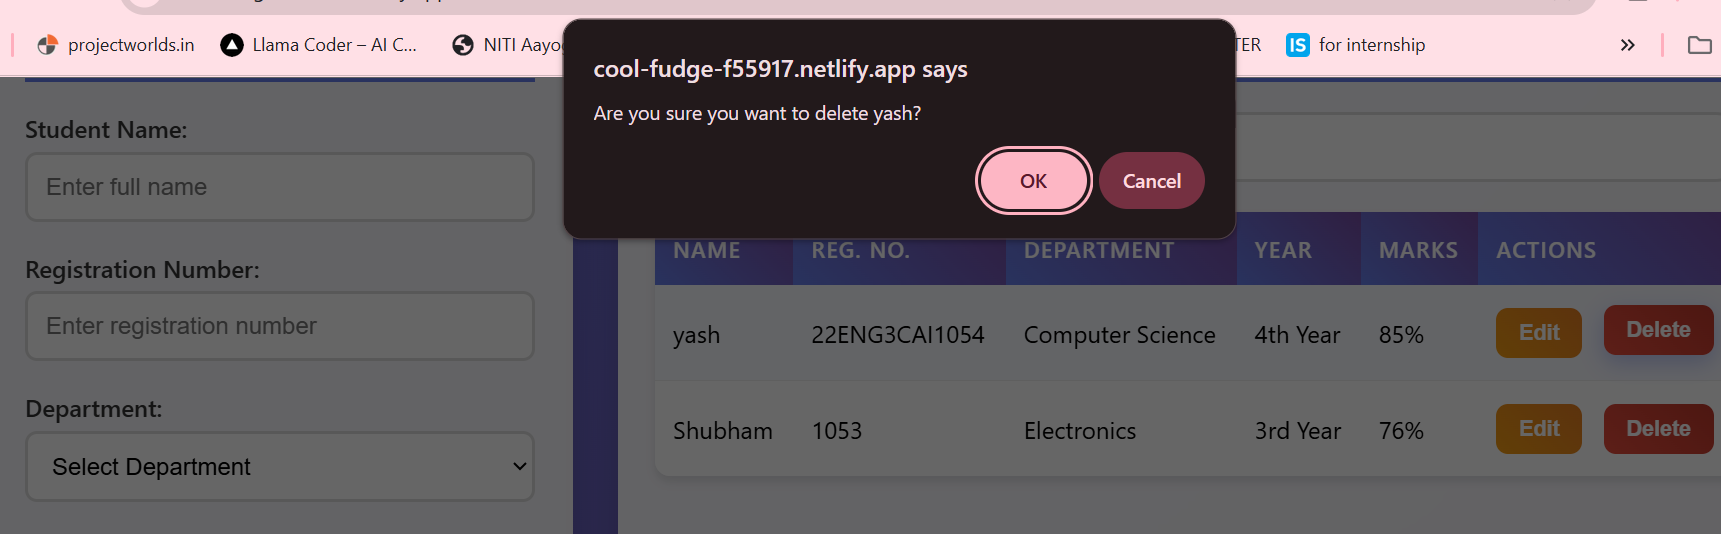 projectworlds.in
Llama Coder – AI C...
NITI Aayo
TER
for internship
cool-fudge-f55917.netlify.app says
Are you sure you want to delete yash?
OK
Cancel
Student Name:
Enter full name
Registration Number:
Enter registration number
Department:
Select Department
NAME REG. NO. DEPARTMENT YEAR MARKS ACTIONS
yash 22ENG3CAI1054 Computer Science 4th Year 85% Edit Delete
Shubham 1053 Electronics 3rd Year 76% Edit Delete